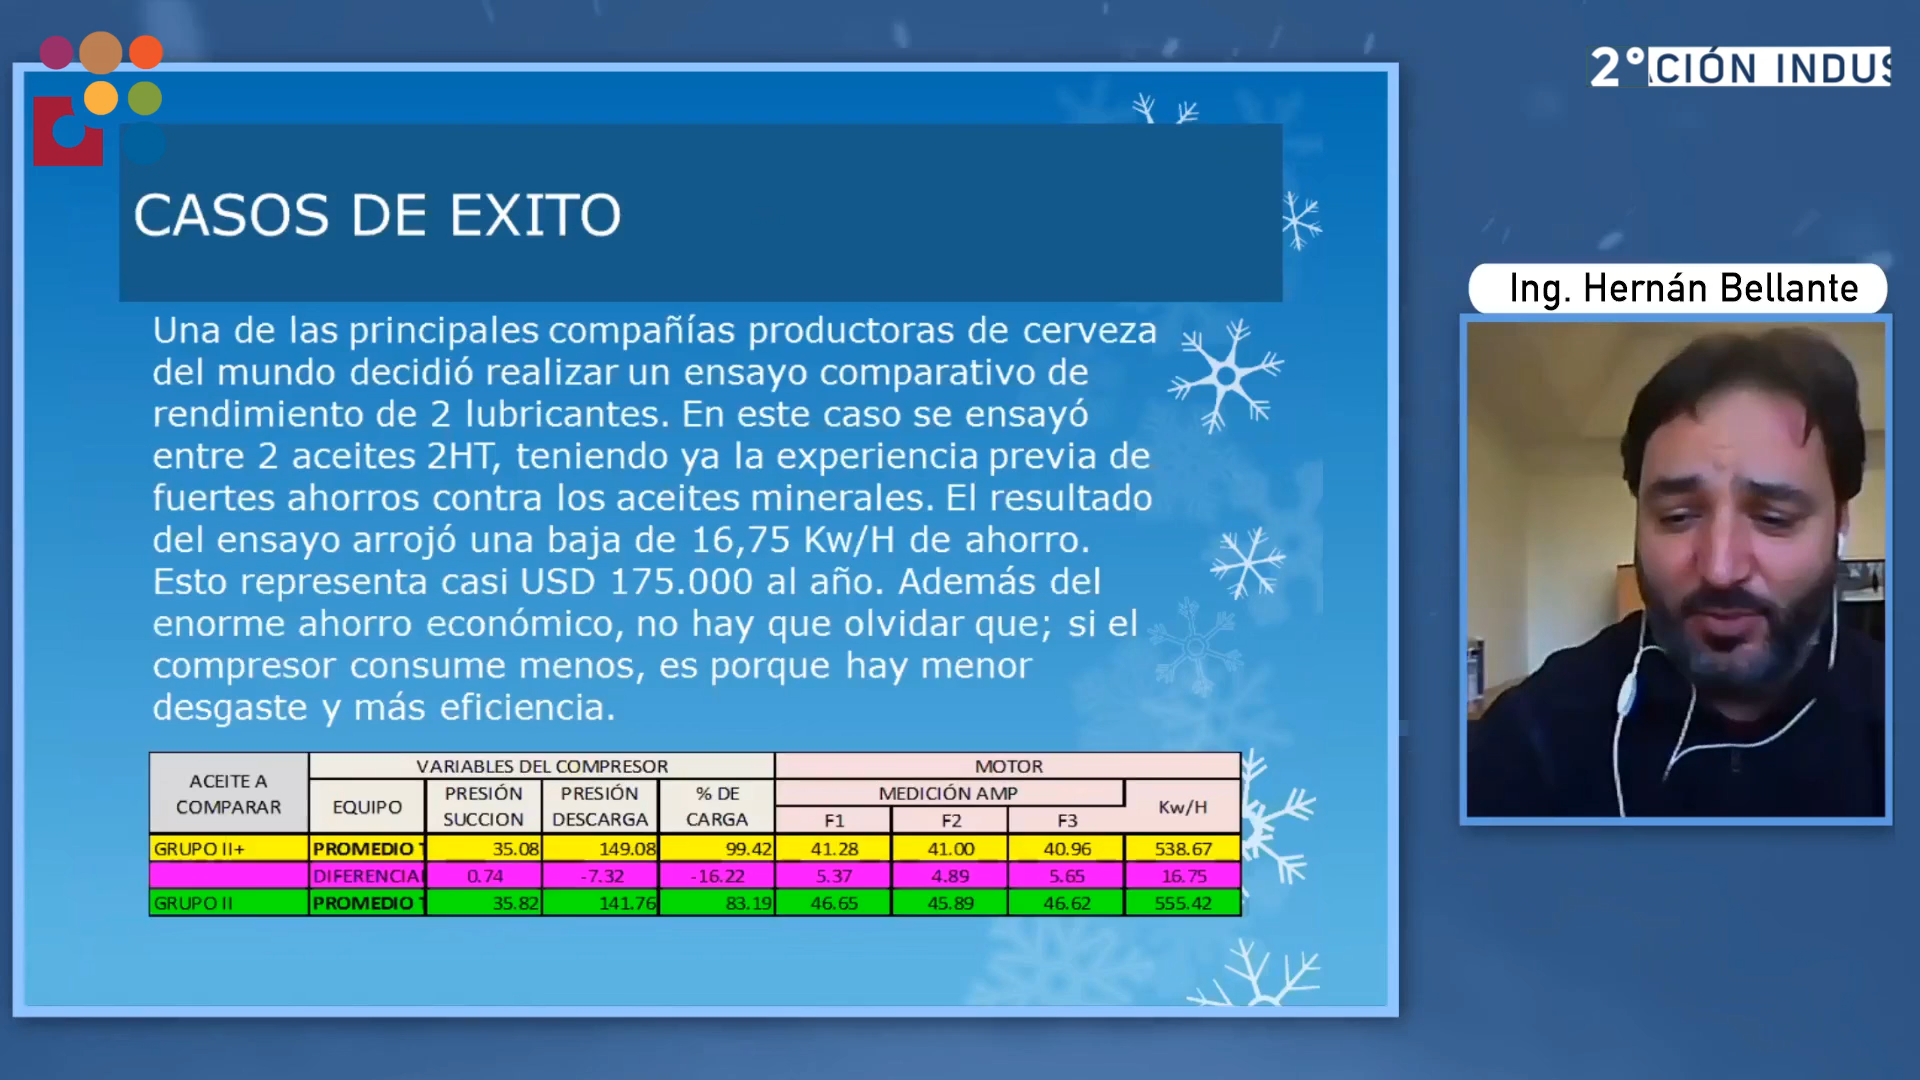 2°
CIÓN INDUS
CASOS DE EXITO
Ing. Hernán Bellante
Una de las principales compañías productoras de cerveza
del mundo decidió realizar un ensayo comparativo de
rendimiento de 2 lubricantes. En este caso se ensayó
entre 2 aceites 2HT, teniendo ya la experiencia previa de
fuertes ahorros contra los aceites minerales. El resultado
del ensayo arrojó una baja de 16,75 Kw/H de ahorro.
Esto representa casi USD 175.000 al año. Además del
enorme ahorro económico, no hay que olvidar que; si el
compresor consume menos, es porque hay menor
desgaste y más eficiencia.
ACEITE A COMPARAR VARIABLES DEL COMPRESOR MOTOR
EQUIPO PRESIÓN SUCCION PRESIÓN DESCARGA % DE CARGA MEDICIÓN AMP Kw/H
F1 F2 F3
GRUPO II+ PROMEDIO T 35.08 149.08 99.42 41.28 41.00 40.96 538.67
DIFERENCIAL 0.74 -7.32 -16.22 5.37 4.89 5.65 16.75
GRUPO II PROMEDIO T 35.82 141.76 83.19 46.65 45.89 46.62 555.42